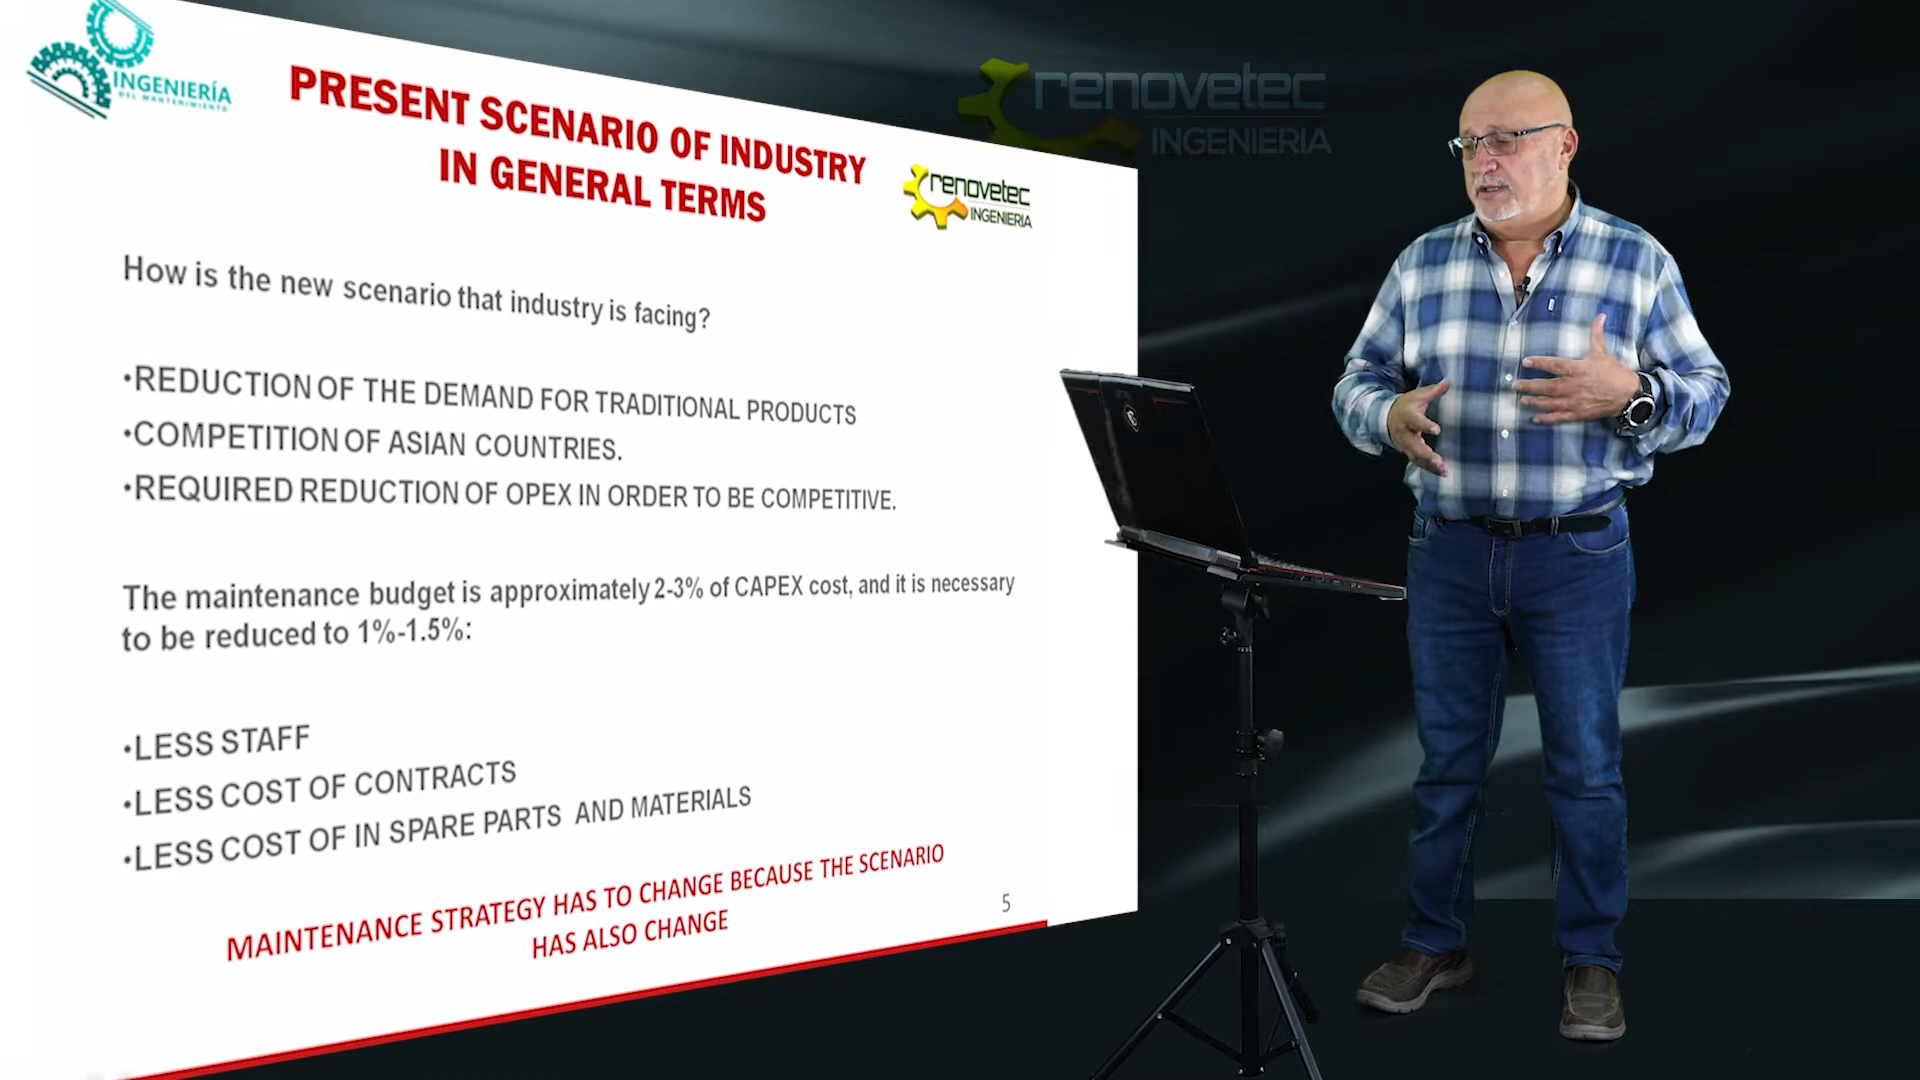 INGENIERÍA
DEL MANTENIMIENTO
PRESENT SCENARIO OF INDUSTRY
IN GENERAL TERMS
renovetec
INGENIERIA
renovetec
INGENIERIA
How is the new scenario that industry is facing?
•REDUCTION OF THE DEMAND FOR TRADITIONAL PRODUCTS
•COMPETITION OF ASIAN COUNTRIES.
•REQUIRED REDUCTION OF OPEX IN ORDER TO BE COMPETITIVE.
The maintenance budget is approximately 2-3% of CAPEX cost, and it is necessary
to be reduced to 1%-1.5%:
•LESS STAFF
•LESS COST OF CONTRACTS
•LESS COST OF IN SPARE PARTS AND MATERIALS
MAINTENANCE STRATEGY HAS TO CHANGE BECAUSE THE SCENARIO
HAS ALSO CHANGE
5